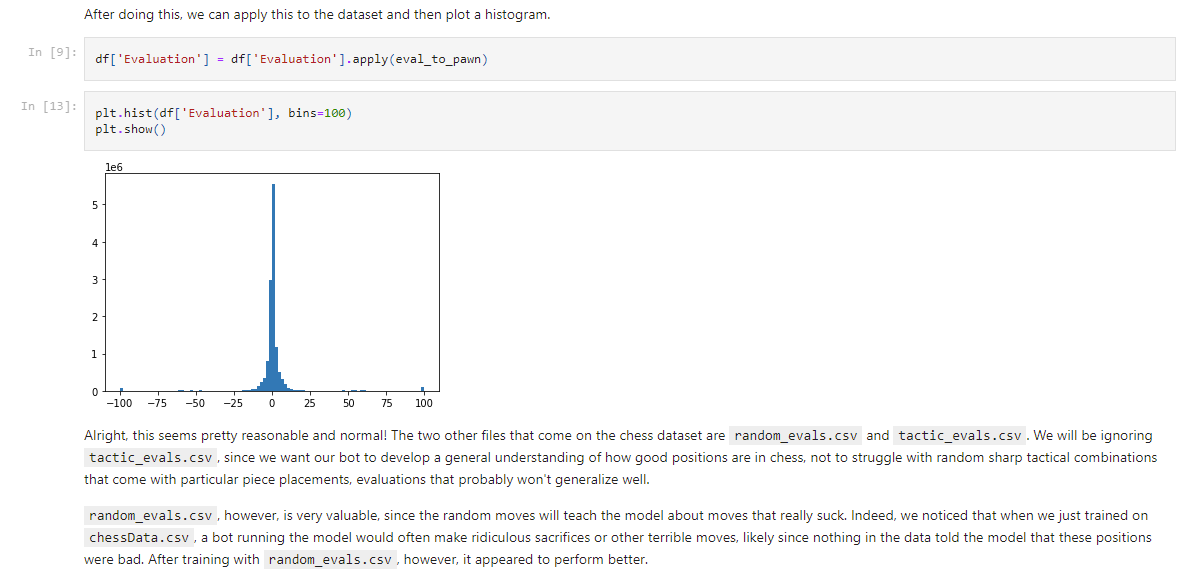 After doing this, we can apply this to the dataset and then plot a histogram.
In [9]:
df['Evaluation'] = df['Evaluation'].apply(eval_to_pawn)
In [13]:
plt.hist(df['Evaluation'], bins=100)
plt.show()
1e6
5
4
3
2
1
0
−100 −75 −50 −25 0 25 50 75 100
Alright, this seems pretty reasonable and normal! The two other files that come on the chess dataset are random_evals.csv and tactic_evals.csv . We will be ignoring
tactic_evals.csv , since we want our bot to develop a general understanding of how good positions are in chess, not to struggle with random sharp tactical combinations
that come with particular piece placements, evaluations that probably won't generalize well.
random_evals.csv , however, is very valuable, since the random moves will teach the model about moves that really suck. Indeed, we noticed that when we just trained on
chessData.csv , a bot running the model would often make ridiculous sacrifices or other terrible moves, likely since nothing in the data told the model that these positions
were bad. After training with random_evals.csv , however, it appeared to perform better.